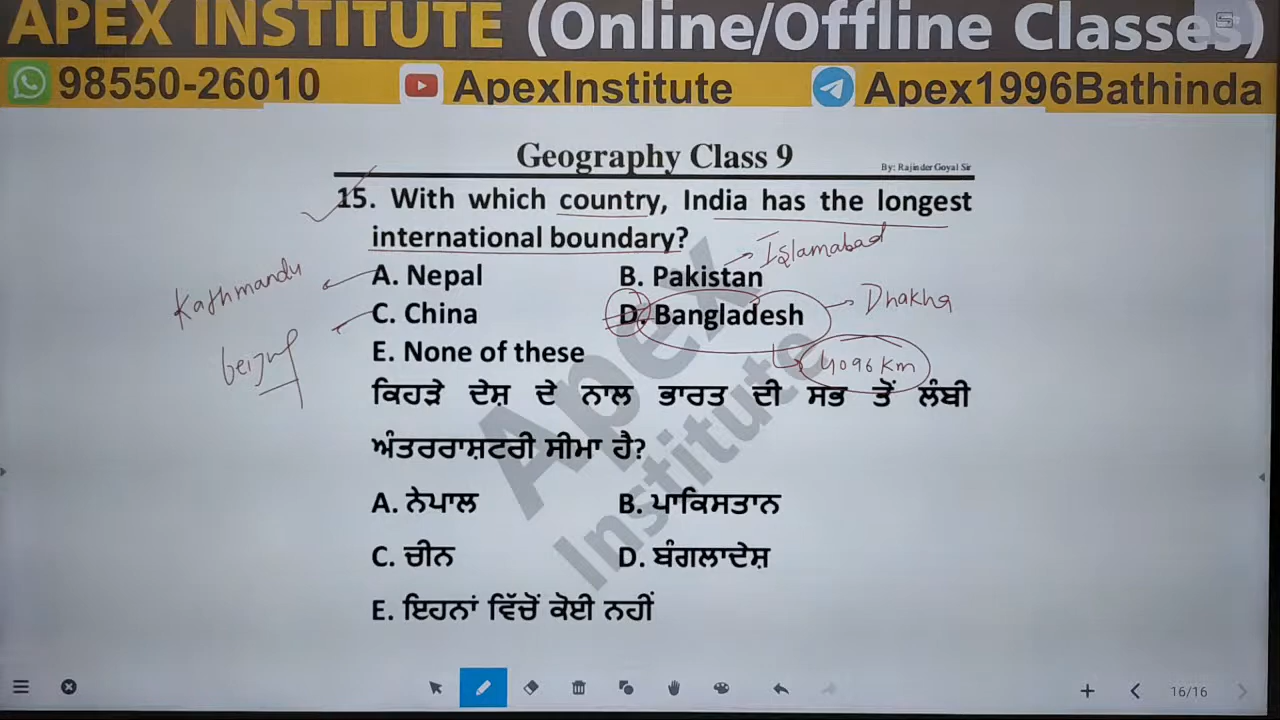 APEX INSTITUTE (Online/Offline Classes)
98550-26010 ApexInstitute Apex1996Bathinda
Geography Class 9
By: Rajinder Goyal Sir
15. With which country, India has the longest
international boundary?
Islamabad
Kathmandu
A. Nepal B. Pakistan
Dhakha
C. China D. Bangladesh
E. None of these
4096 km
ਕਿਹੜੇ ਦੇਸ਼ ਦੇ ਨਾਲ ਭਾਰਤ ਦੀ ਸਭ ਤੋਂ ਲੰਬੀ
ਅੰਤਰਰਾਸ਼ਟਰੀ ਸੀਮਾ ਹੈ?
A. ਨੇਪਾਲ B. ਪਾਕਿਸਤਾਨ
C. ਚੀਨ D. ਬੰਗਲਾਦੇਸ਼
E. ਇਹਨਾਂ ਵਿੱਚੋਂ ਕੋਈ ਨਹੀਂ
Apex
Institute
16/16